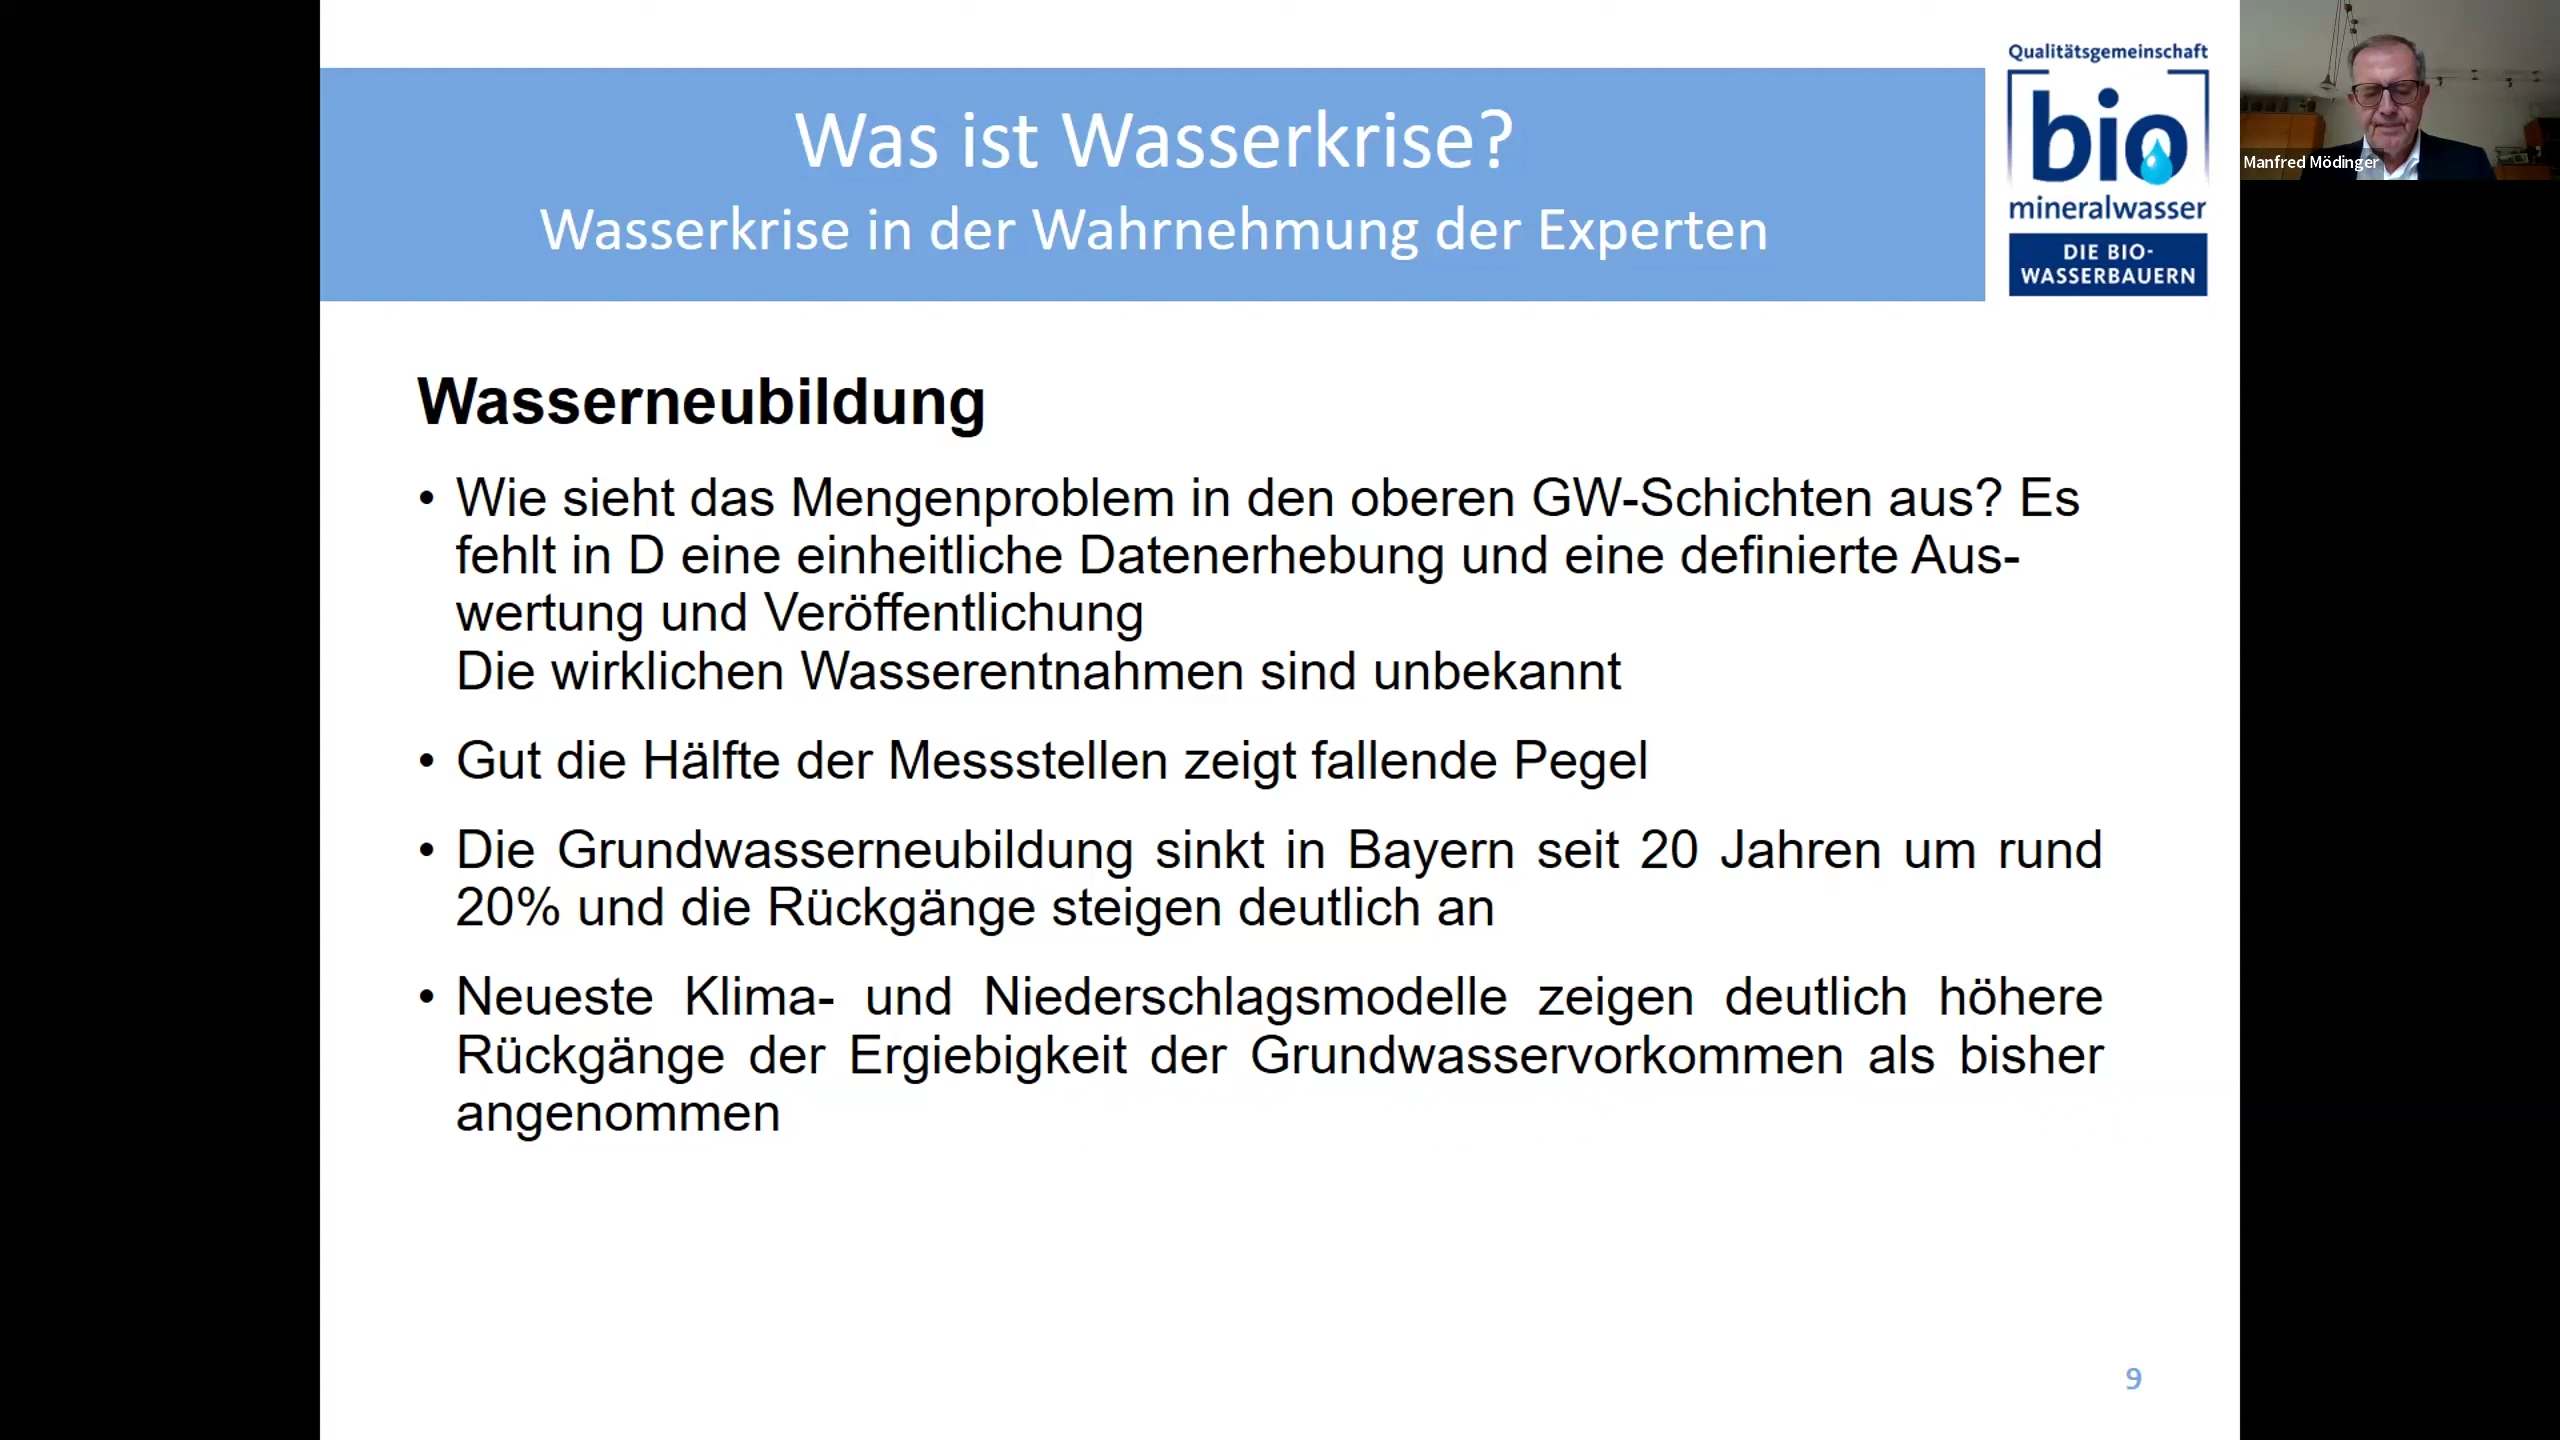 Was ist Wasserkrise?
Wasserkrise in der Wahrnehmung der Experten
Qualitätsgemeinschaft
bio
mineralwasser
DIE BIO-
WASSERBAUERN
Manfred Mödinger
Wasserneubildung
• Wie sieht das Mengenproblem in den oberen GW-Schichten aus? Es
fehlt in D eine einheitliche Datenerhebung und eine definierte Aus-
wertung und Veröffentlichung
Die wirklichen Wasserentnahmen sind unbekannt
• Gut die Hälfte der Messstellen zeigt fallende Pegel
• Die Grundwasserneubildung sinkt in Bayern seit 20 Jahren um rund
20% und die Rückgänge steigen deutlich an
• Neueste Klima- und Niederschlagsmodelle zeigen deutlich höhere
Rückgänge der Ergiebigkeit der Grundwasservorkommen als bisher
angenommen
9